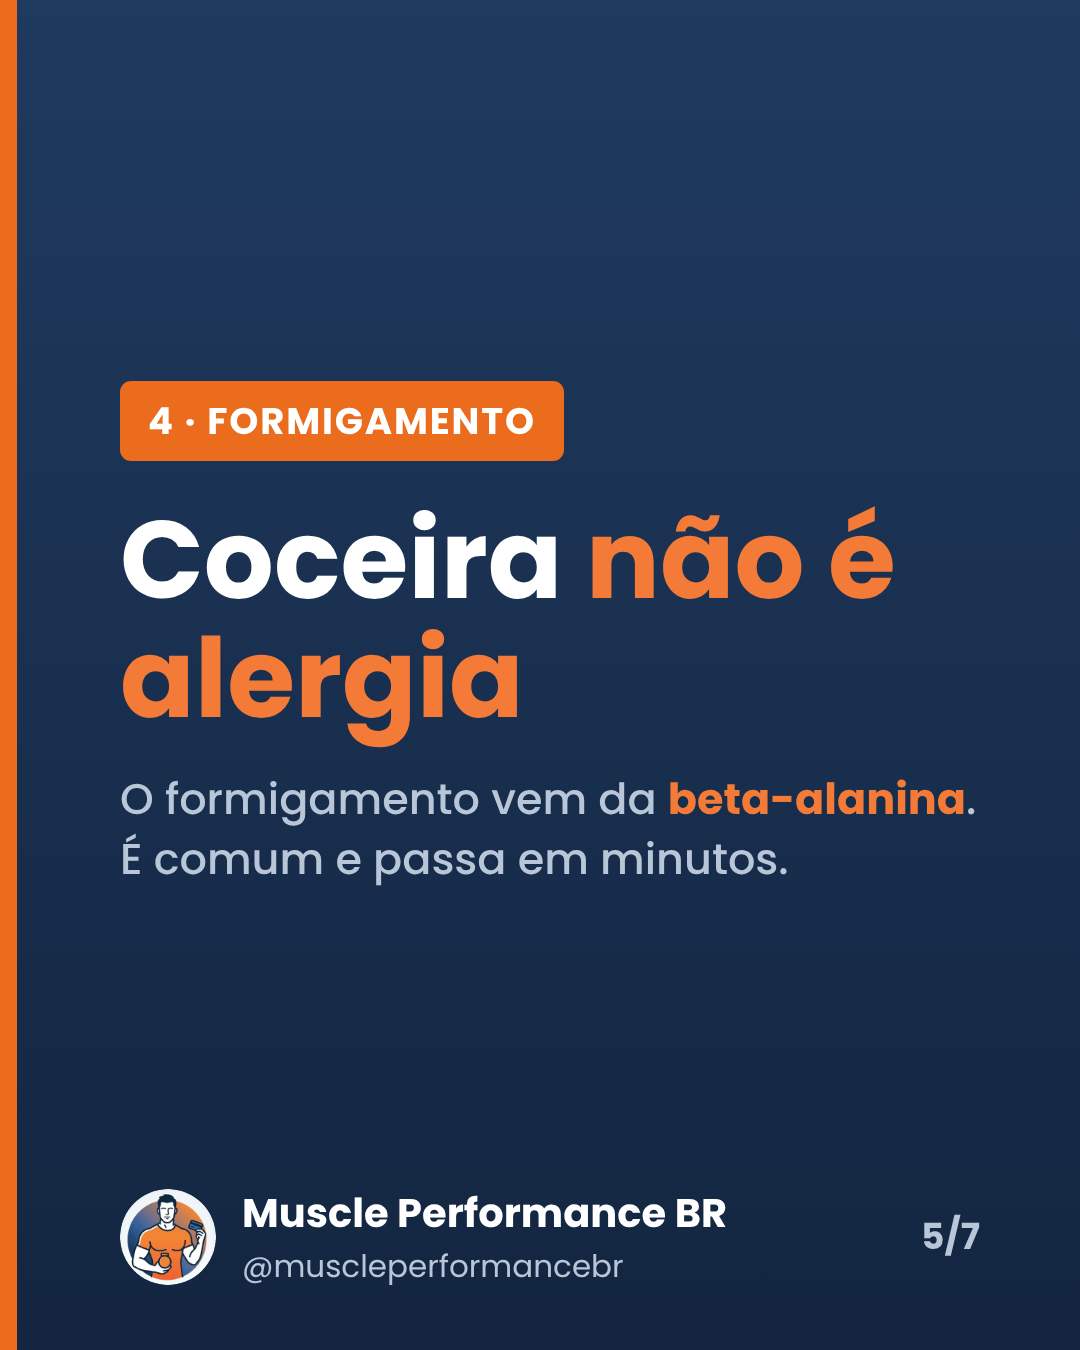 4 · FORMIGAMENTO
Coceira não é
alergia
O formigamento vem da beta-alanina.
É comum e passa em minutos.
Muscle Performance BR
@muscleperformancebr
5/7